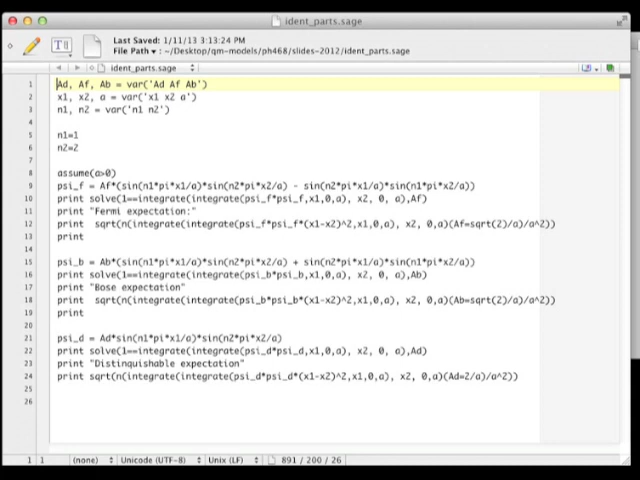 ident_parts.sage
Last Saved: 1/11/13 3:13:24 PM
File Path ▾: ~/Desktop/qm-models/ph468/slides-2012/ident_parts.sage
ident_parts.sage
1 Ad, Af, Ab = var('Ad Af Ab')
2 x1, x2, a = var('x1 x2 a')
3 n1, n2 = var('n1 n2')
4
5 n1=1
6 n2=2
7
8 assume(a>0)
9 psi_f = Af*(sin(n1*pi*x1/a)*sin(n2*pi*x2/a) - sin(n2*pi*x1/a)*sin(n1*pi*x2/a))
10 print solve(1==integrate(integrate(psi_f*psi_f,x1,0,a), x2, 0, a),Af)
11 print "Fermi expectation:"
12 print  sqrt(n(integrate(integrate(psi_f*psi_f*(x1-x2)^2,x1,0,a), x2, 0,a)(Af=sqrt(2)/a)/a^2))
13 print
14
15 psi_b = Ab*(sin(n1*pi*x1/a)*sin(n2*pi*x2/a) + sin(n2*pi*x1/a)*sin(n1*pi*x2/a))
16 print solve(1==integrate(integrate(psi_b*psi_b,x1,0,a), x2, 0, a),Ab)
17 print "Bose expectation"
18 print  sqrt(n(integrate(integrate(psi_b*psi_b*(x1-x2)^2,x1,0,a), x2, 0,a)(Ab=sqrt(2)/a)/a^2))
19 print
20
21 psi_d = Ad*sin(n1*pi*x1/a)*sin(n2*pi*x2/a)
22 print solve(1==integrate(integrate(psi_d*psi_d,x1,0,a), x2, 0, a),Ad)
23 print "Distinquishable expectation"
24 print sqrt(n(integrate(integrate(psi_d*psi_d*(x1-x2)^2,x1,0,a), x2, 0,a)(Ad=2/a)/a^2))
25
26
1 1 (none) Unicode (UTF-8) Unix (LF) 891 / 200 / 26